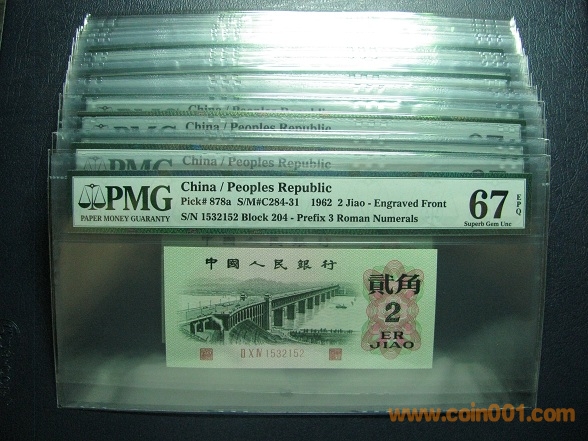 China / Peoples Republic
China / Peoples Republic
China / Peoples Republic
PMG
PAPER MONEY GUARANTY
China / Peoples Republic
Pick# 878a S/M#C284-31 1962 2 Jiao - Engraved Front
S/N 1532152 Block 204 - Prefix 3 Roman Numerals
67 EPQ
Superb Gem Unc
中國人民銀行
貳角
2
ER
JIAO
II X IV 1532152
www.coin001.com